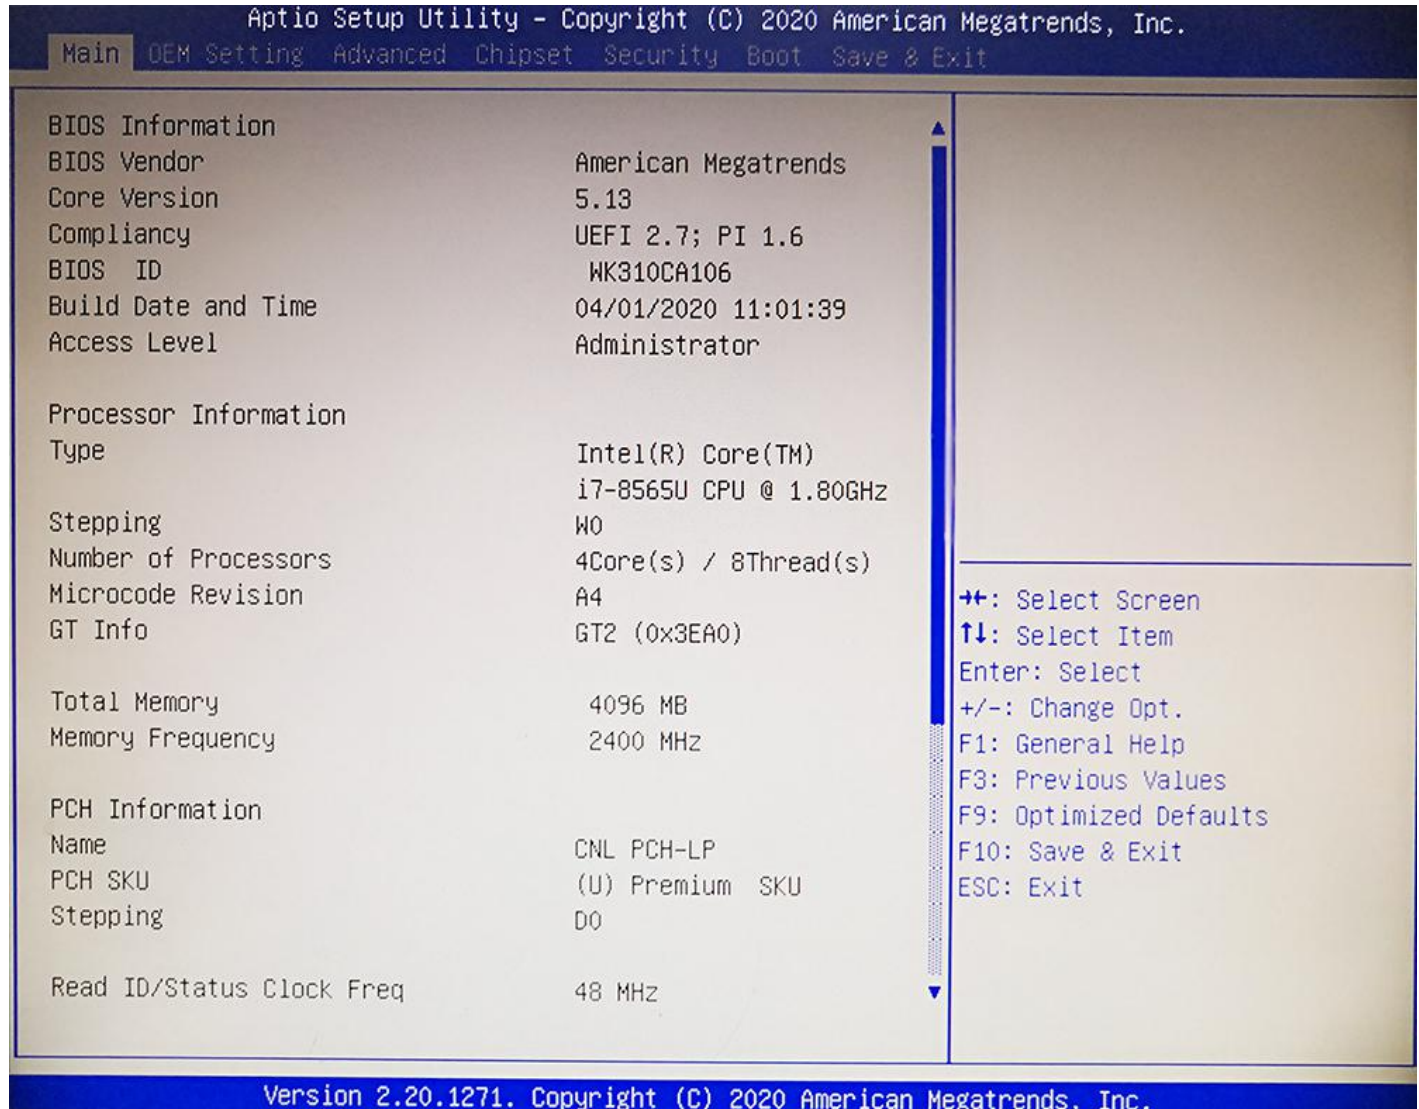 Aptio Setup Utility – Copyright (C) 2020 American Megatrends, Inc.
Main OEM Setting Advanced Chipset Security Boot Save & Exit
BIOS Information
BIOS Vendor American Megatrends
Core Version 5.13
Compliancy UEFI 2.7; PI 1.6
BIOS ID WK310CA106
Build Date and Time 04/01/2020 11:01:39
Access Level Administrator
Processor Information
Type Intel(R) Core(TM)
i7-8565U CPU @ 1.80GHz
Stepping W0
Number of Processors 4Core(s) / 8Thread(s)
Microcode Revision A4
GT Info GT2 (0x3EA0)
Total Memory 4096 MB
Memory Frequency 2400 MHz
PCH Information
Name CNL PCH-LP
PCH SKU (U) Premium SKU
Stepping D0
Read ID/Status Clock Freq 48 MHz
→←: Select Screen
↑↓: Select Item
Enter: Select
+/-: Change Opt.
F1: General Help
F3: Previous Values
F9: Optimized Defaults
F10: Save & Exit
ESC: Exit
Version 2.20.1271. Copyright (C) 2020 American Megatrends, Inc.